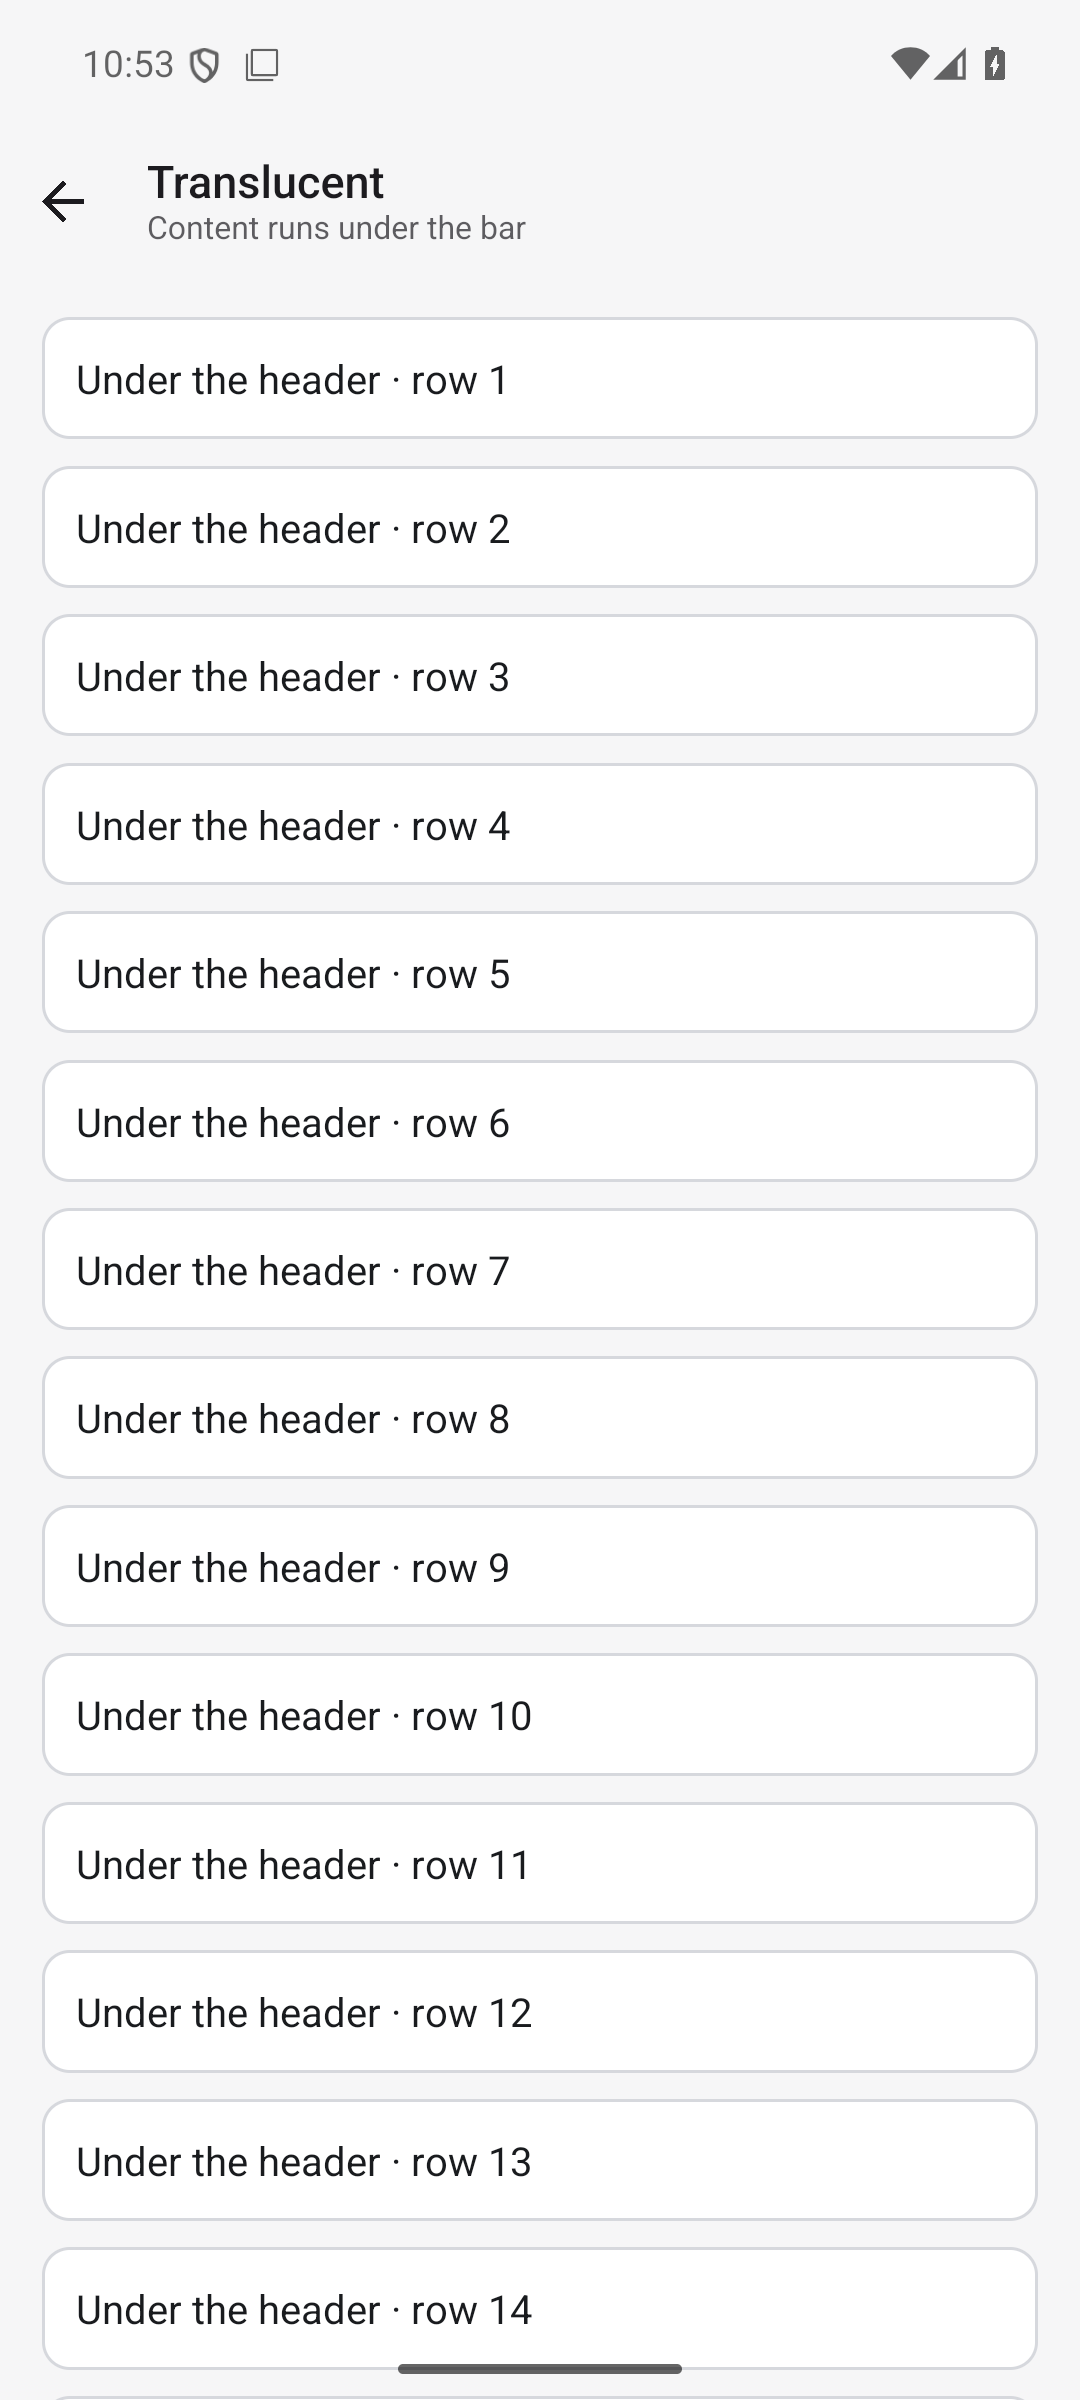 10:53
Translucent
Content runs under the bar
Under the header · row 1
Under the header · row 2
Under the header · row 3
Under the header · row 4
Under the header · row 5
Under the header · row 6
Under the header · row 7
Under the header · row 8
Under the header · row 9
Under the header · row 10
Under the header · row 11
Under the header · row 12
Under the header · row 13
Under the header · row 14